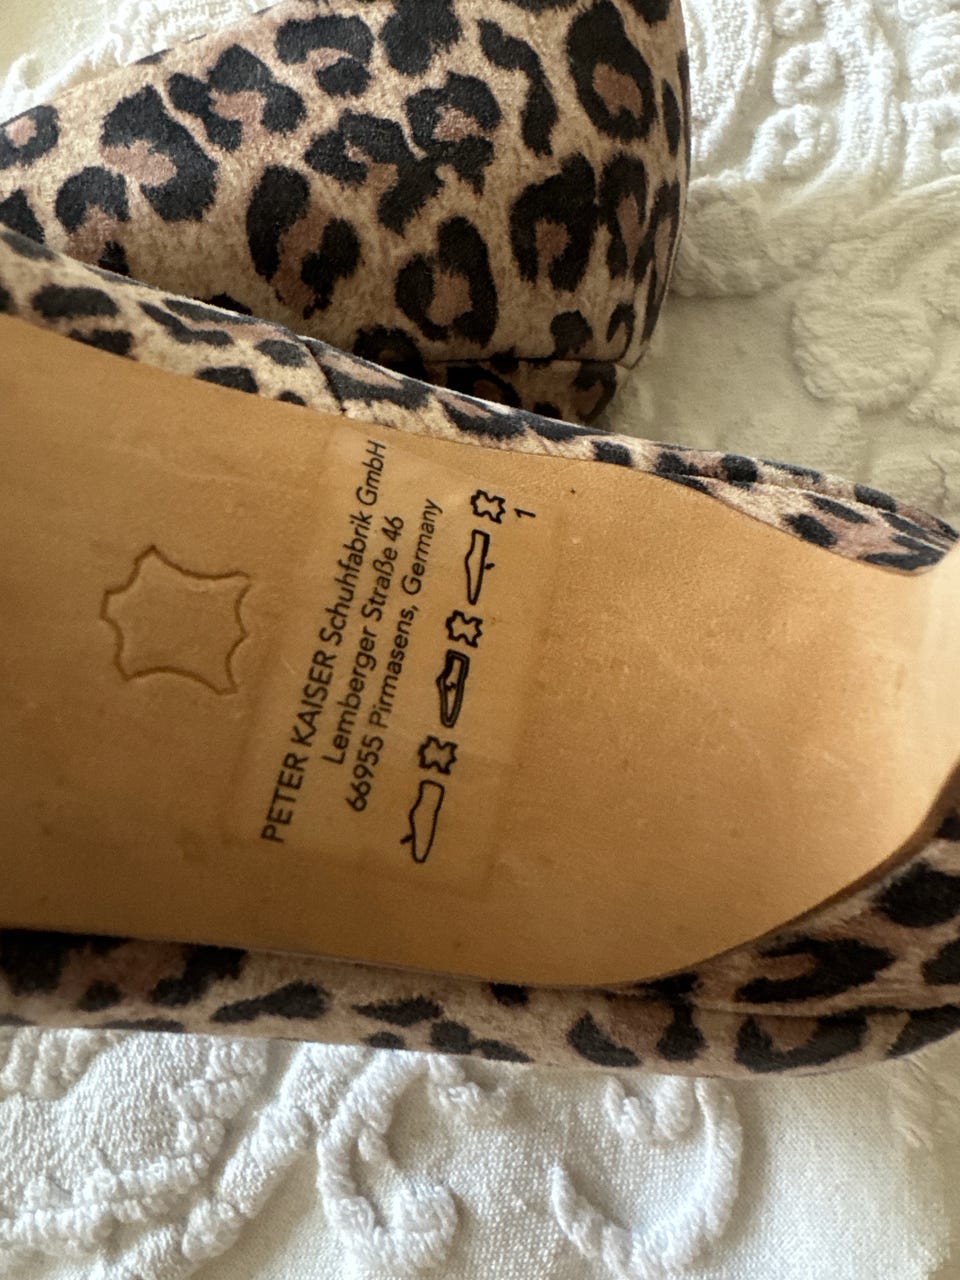 PETER KAISER Schuhfabrik GmbH
Lemberger Straße 46
66955 Pirmasens, Germany
1